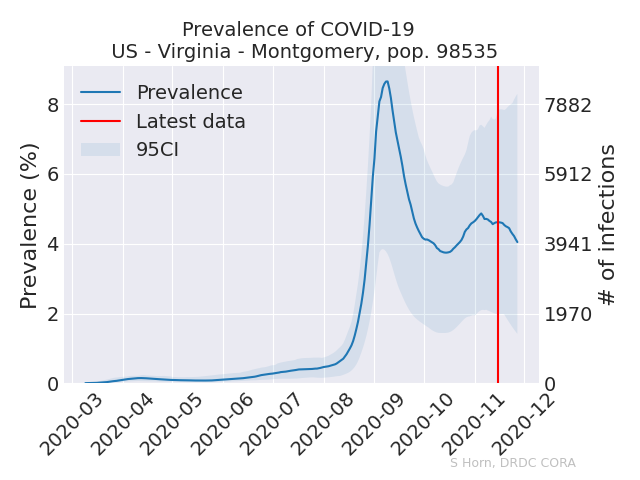 Prevalence of COVID-19
US - Virginia - Montgomery, pop. 98535
Prevalence
Latest data
95CI
Prevalence (%)
8
6
4
2
0
7882
5912
3941
1970
0
# of infections
2020-03
2020-04
2020-05
2020-06
2020-07
2020-08
2020-09
2020-10
2020-11
2020-12
S Horn, DRDC CORA